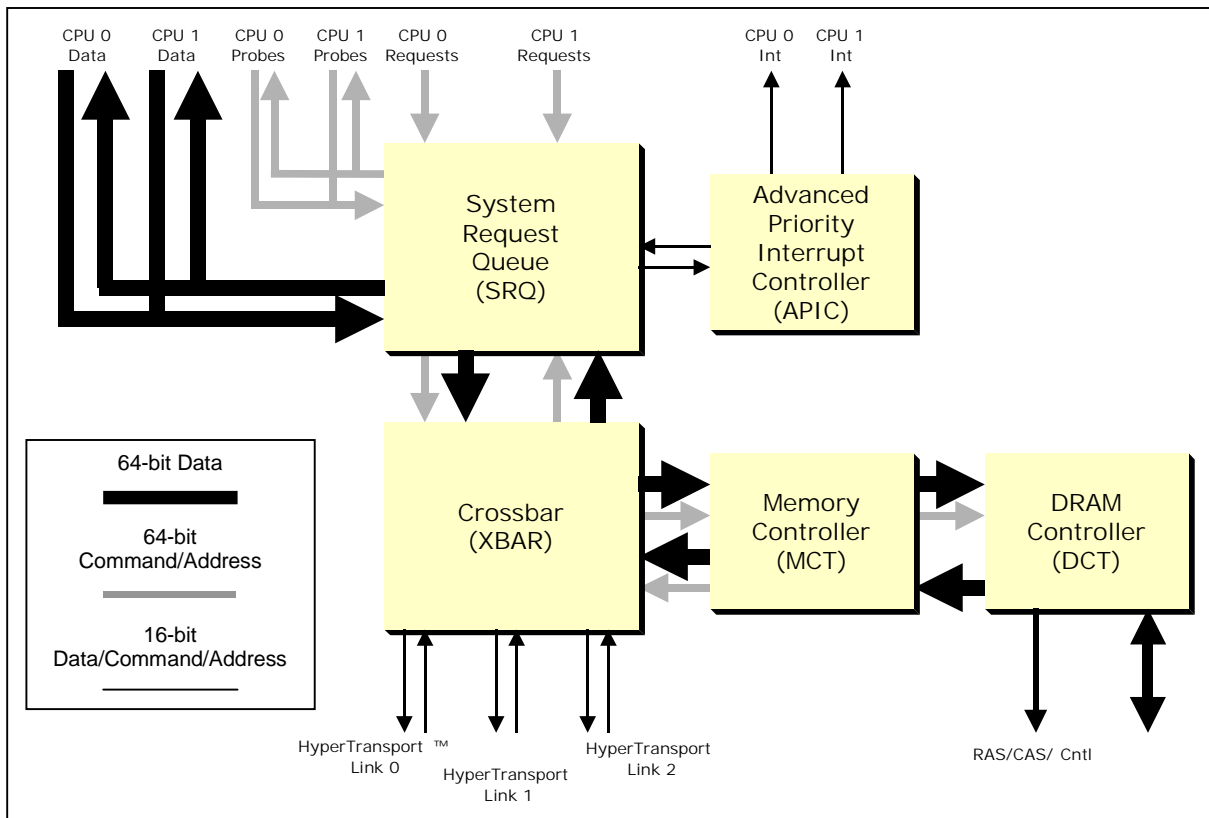 CPU 0
Data
CPU 1
Data
CPU 0
Probes
CPU 1
Probes
CPU 0
Requests
CPU 1
Requests
CPU 0
Int
CPU 1
Int
System
Request
Queue
(SRQ)
Advanced
Priority
Interrupt
Controller
(APIC)
64-bit Data
64-bit
Command/Address
16-bit
Data/Command/Address
Crossbar
(XBAR)
Memory
Controller
(MCT)
DRAM
Controller
(DCT)
HyperTransport ™
Link 0
HyperTransport
Link 1
HyperTransport
Link 2
RAS/CAS/ Cntl